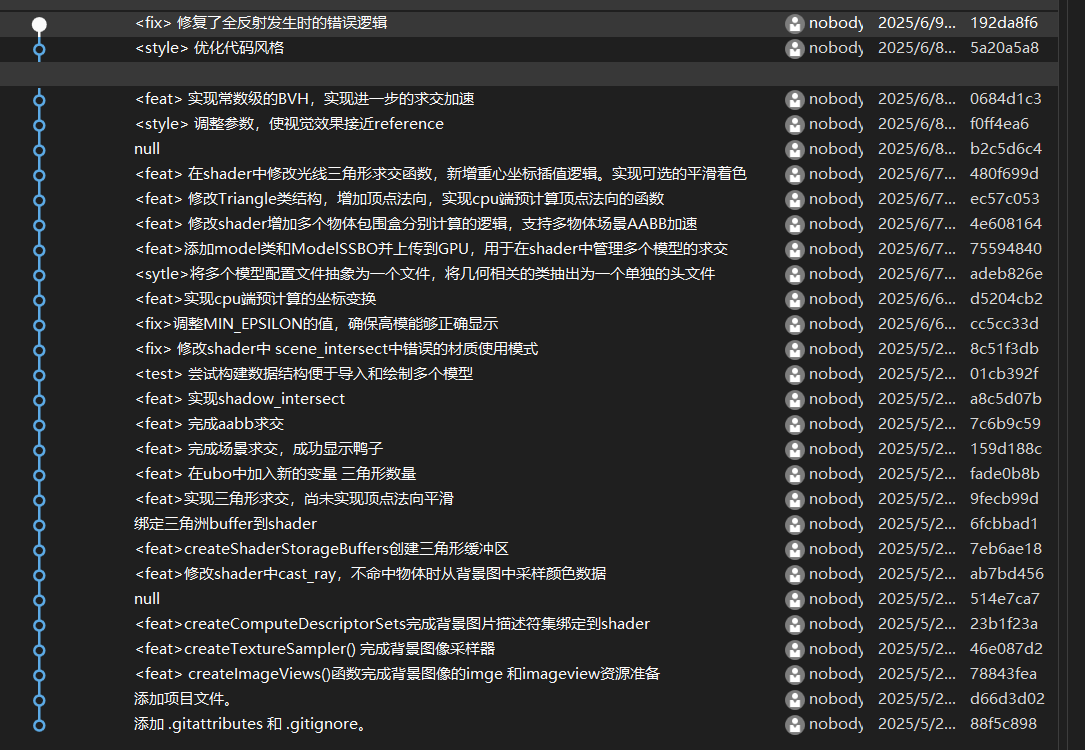 <fix> 修复了全反射发生时的错误逻辑 nobody 2025/6/9... 192da8f6
<style> 优化代码风格 nobody 2025/6/8... 5a20a5a8
<feat> 实现常数级的BVH，实现进一步的求交加速 nobody 2025/6/8... 0684d1c3
<style> 调整参数，使视觉效果接近reference nobody 2025/6/8... f0ff4ea6
null nobody 2025/6/8... b2c5d6c4
<feat> 在shader中修改光线三角形求交函数，新增重心坐标插值逻辑。实现可选的平滑着色 nobody 2025/6/7... 480f699d
<feat> 修改Triangle类结构，增加顶点法向，实现cpu端预计算顶点法向的函数 nobody 2025/6/7... ec57c053
<feat> 修改shader增加多个物体包围盒分别计算的逻辑，支持多物体场景AABB加速 nobody 2025/6/7... 4e608164
<feat>添加model类和ModelSSBO并上传到GPU，用于在shader中管理多个模型的求交 nobody 2025/6/7... 75594840
<sytle>将多个模型配置文件抽象为一个文件，将几何相关的类抽出为一个单独的头文件 nobody 2025/6/7... adeb826e
<feat>实现cpu端预计算的坐标变换 nobody 2025/6/6... d5204cb2
<fix>调整MIN_EPSILON的值，确保高模能够正确显示 nobody 2025/6/6... cc5cc33d
<fix> 修改shader中 scene_intersect中错误的材质使用模式 nobody 2025/5/2... 8c51f3db
<test> 尝试构建数据结构便于导入和绘制多个模型 nobody 2025/5/2... 01cb392f
<feat> 实现shadow_intersect nobody 2025/5/2... a8c5d07b
<feat> 完成aabb求交 nobody 2025/5/2... 7c6b9c59
<feat> 完成场景求交，成功显示鸭子 nobody 2025/5/2... 159d188c
<feat> 在ubo中加入新的变量 三角形数量 nobody 2025/5/2... fade0b8b
<feat>实现三角形求交，尚未实现顶点法向平滑 nobody 2025/5/2... 9fecb99d
绑定三角洲buffer到shader nobody 2025/5/2... 6fcbbad1
<feat>createShaderStorageBuffers创建三角形缓冲区 nobody 2025/5/2... 7eb6ae18
<feat>修改shader中cast_ray，不命中物体时从背景图中采样颜色数据 nobody 2025/5/2... ab7bd456
null nobody 2025/5/2... 514e7ca7
<feat>createComputeDescriptorSets完成背景图片描述符集绑定到shader nobody 2025/5/2... 23b1f23a
<feat>createTextureSampler() 完成背景图像采样器 nobody 2025/5/2... 46e087d2
<feat> createImageViews()函数完成背景图像的imge 和imageview资源准备 nobody 2025/5/2... 78843fea
添加项目文件。 nobody 2025/5/2... d66d3d02
添加 .gitattributes 和 .gitignore。 nobody 2025/5/2... 88f5c898